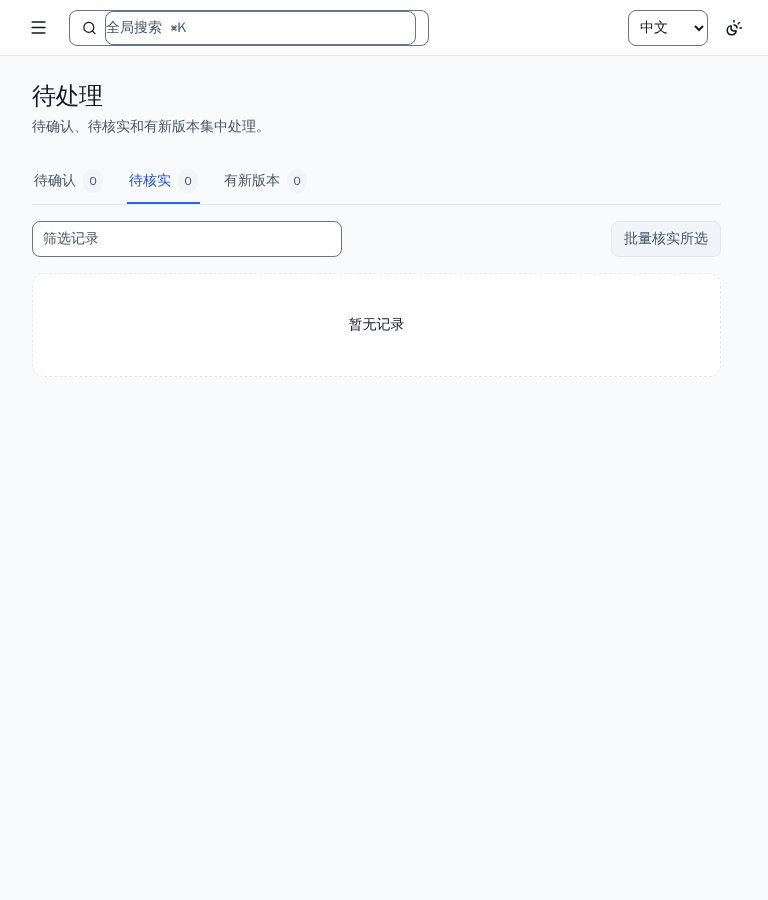 全局搜索 ⌘K
中文
待处理
待确认、待核实和有新版本集中处理。
待确认 0 待核实 0 有新版本 0
筛选记录
批量核实所选
暂无记录